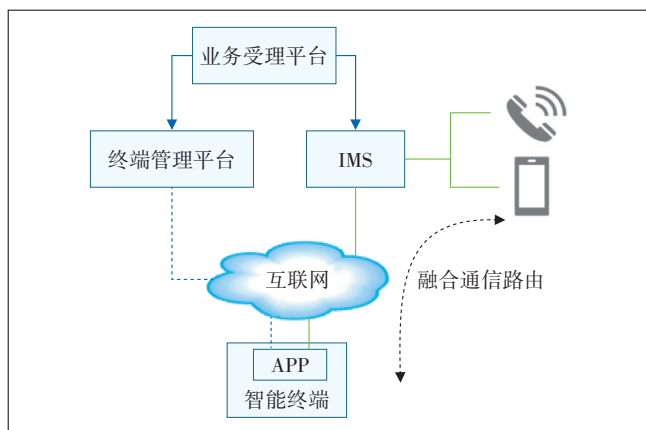 业务受理平台
终端管理平台
IMS
互联网
融合通信路由
APP
智能终端